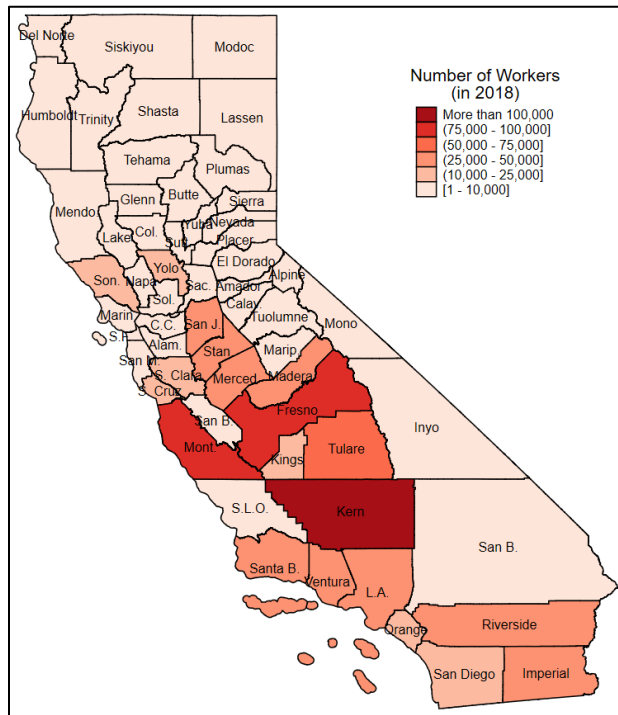 Del Norte
Siskiyou
Modoc
Number of Workers
(in 2018)
More than 100,000
(75,000 - 100,000]
(50,000 - 75,000]
(25,000 - 50,000]
(10,000 - 25,000]
[1 - 10,000]
Humboldt
Trinity
Shasta
Lassen
Tehama
Plumas
Mendo.
Glenn
Butte
Sierra
Lake
Col.
Sutt.
Yuba
Nevada
Placer
Son.
Napa
Yolo
El Dorado
Alpine
Sol.
Sac.
Amador
Marin
C.C.
San J.
Calav.
Tuolumne
Mono
S.F.
Alam.
San M.
Stan
Marip.
S. Clara
Merced
Madera
S. Cruz
San B.
Fresno
Inyo
Mont.
Kings
Tulare
S.L.O.
Kern
San B.
Santa B.
Ventura
L.A.
Orange
Riverside
San Diego
Imperial